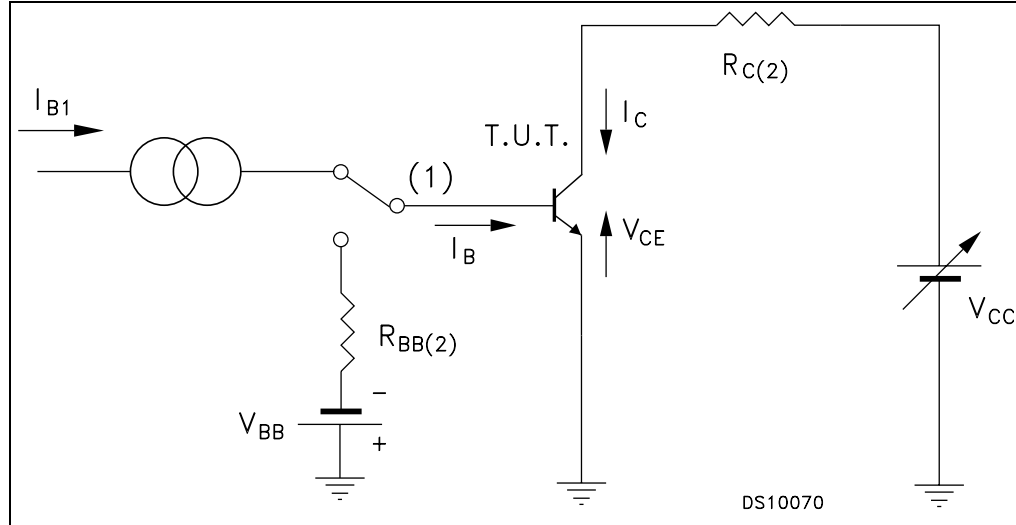 I_B1
R_C(2)
I_C
T.U.T.
(1)
V_CE
I_B
V_CC
R_BB(2)
−
V_BB
+
DS10070